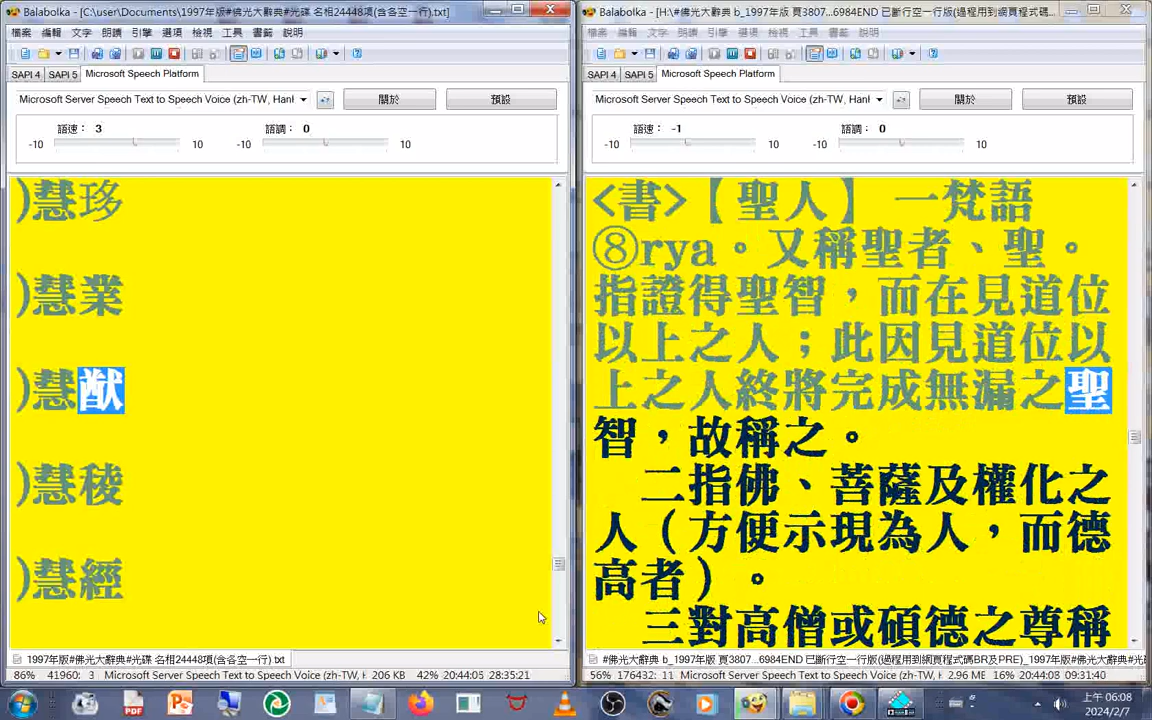 Balabolka - [C:\user\Documents\1997年版#佛光大辭典#光碟 名相24448項(含各空一行).txt]
檔案 編輯 文字 朗讀 引擎 選項 檢視 工具 書籤 說明
SAPI 4 SAPI 5 Microsoft Speech Platform
Microsoft Server Speech Text to Speech Voice (zh-TW, Hanl
關於 預設
語速： 3 語調： 0
-10 10 -10 10
)慧珍
)慧業
)慧猷
)慧稜
)慧經
1997年版#佛光大辭典#光碟 名相24448項(含各空一行).txt
86% 41960: 3 Microsoft Server Speech Text to Speech Voice (zh-TW, H 206 KB 42% 20:44:05 28:35:21
Balabolka - [H:\#佛光大辭典 b_1997年版 頁3807...6984END 已斷行空一行版(過程用到網頁程式碼...
檔案 編輯 文字 朗讀 引擎 選項 檢視 工具 書籤 說明
SAPI 4 SAPI 5 Microsoft Speech Platform
Microsoft Server Speech Text to Speech Voice (zh-TW, Hanl
關於 預設
語速： -1 語調： 0
-10 10 -10 10
<書>【聖人】 一梵語
⑧rya。又稱聖者、聖。
指證得聖智，而在見道位
以上之人；此因見道位以
上之人終將完成無漏之聖
智，故稱之。
二指佛、菩薩及權化之
人（方便示現為人，而德
高者）。
三對高僧或碩德之尊稱
#佛光大辭典 b_1997年版 頁3807...6984END 已斷行空一行版(過程用到網頁程式碼BR及PRE)_1997年版#光
56% 176432: 11 Microsoft Server Speech Text to Speech Voice (zh-TW, H 2.96 MB 16% 20:44:08 09:31:40
上午 06:08
2024/2/7